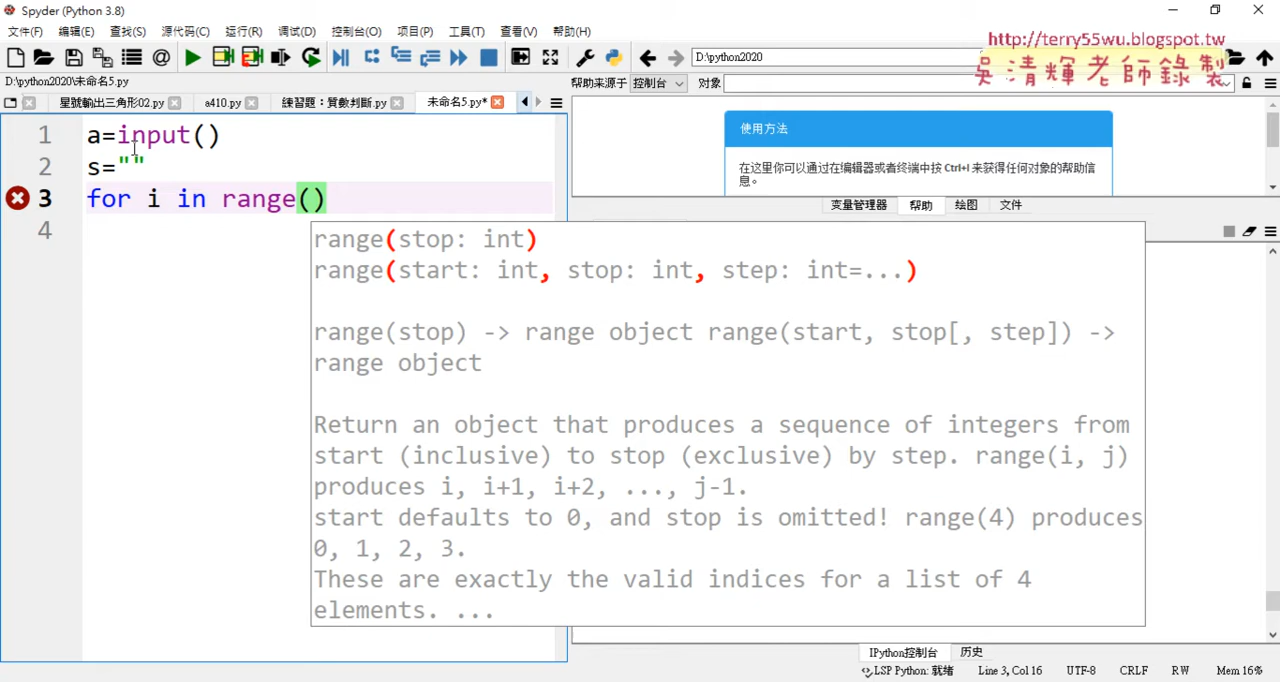 Spyder (Python 3.8)
文件(F) 编辑(E) 查找(S) 源代码(C) 运行(R) 调试(D) 控制台(O) 项目(P) 工具(T) 查看(V) 帮助(H)
http://terry55wu.blogspot.tw
D:\python2020
吳清輝老師錄製
D:\python2020\未命名5.py
帮助来源于 控制台 对象
星號輸出三角形02.py a410.py 練習題：質數判斷.py 未命名5.py*
1 a=input()
2 s=""
3 for i in range()
4
使用方法
在这里你可以通过在编辑器或者终端中按 Ctrl+I 来获得任何对象的帮助信
息。
变量管理器 帮助 绘图 文件
range(stop: int)
range(start: int, stop: int, step: int=...)
range(stop) -> range object range(start, stop[, step]) ->
range object
Return an object that produces a sequence of integers from
start (inclusive) to stop (exclusive) by step. range(i, j)
produces i, i+1, i+2, ..., j-1.
start defaults to 0, and stop is omitted! range(4) produces
0, 1, 2, 3.
These are exactly the valid indices for a list of 4
elements. ...
IPython控制台 历史
LSP Python: 就绪 Line 3, Col 16 UTF-8 CRLF RW Mem 16%